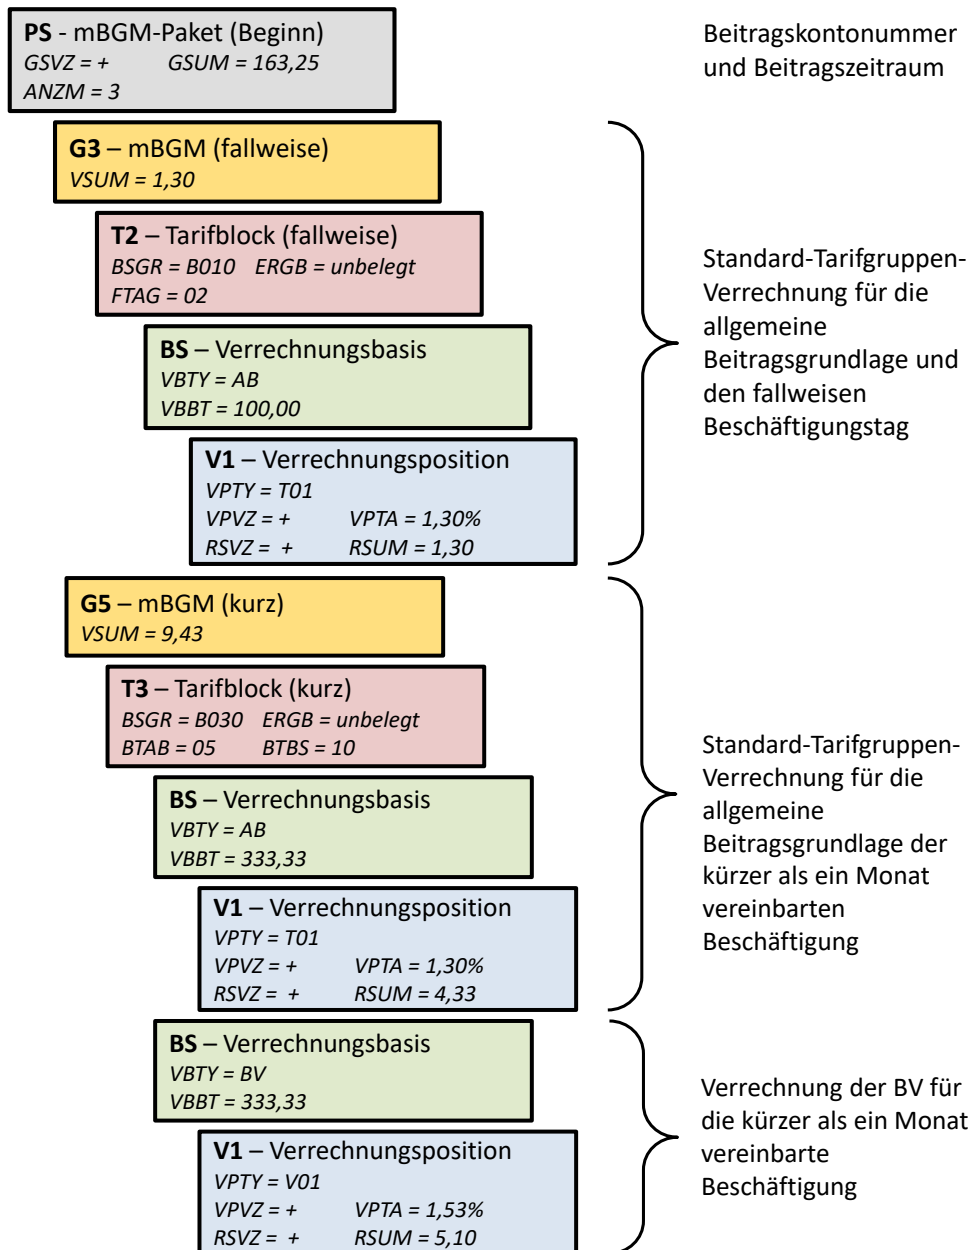 PS - mBGM-Paket (Beginn)
GSVZ = + GSUM = 163,25
ANZM = 3
Beitragskontonummer
und Beitragszeitraum
G3 – mBGM (fallweise)
VSUM = 1,30
T2 – Tarifblock (fallweise)
BSGR = B010 ERGB = unbelegt
FTAG = 02
BS – Verrechnungsbasis
VBTY = AB
VBBT = 100,00
V1 – Verrechnungsposition
VPTY = T01
VPVZ = + VPTA = 1,30%
RSVZ = + RSUM = 1,30
Standard-Tarifgruppen-
Verrechnung für die
allgemeine
Beitragsgrundlage und
den fallweisen
Beschäftigungstag
G5 – mBGM (kurz)
VSUM = 9,43
T3 – Tarifblock (kurz)
BSGR = B030 ERGB = unbelegt
BTAB = 05 BTBS = 10
BS – Verrechnungsbasis
VBTY = AB
VBBT = 333,33
V1 – Verrechnungsposition
VPTY = T01
VPVZ = + VPTA = 1,30%
RSVZ = + RSUM = 4,33
Standard-Tarifgruppen-
Verrechnung für die
allgemeine
Beitragsgrundlage der
kürzer als ein Monat
vereinbarten
Beschäftigung
BS – Verrechnungsbasis
VBTY = BV
VBBT = 333,33
V1 – Verrechnungsposition
VPTY = V01
VPVZ = + VPTA = 1,53%
RSVZ = + RSUM = 5,10
Verrechnung der BV für
die kürzer als ein Monat
vereinbarte
Beschäftigung